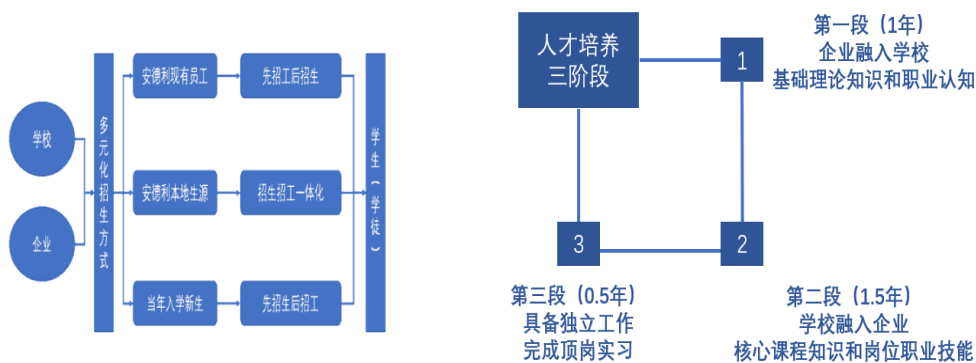 学校
企业
多元化招生方式
安德利现有员工
先招工后招生
安德利本地生源
招生招工一体化
当年入学新生
先招生后招工
学生（学徒）
人才培养
三阶段
1
第一段（1年）
企业融入学校
基础理论知识和职业认知
2
第二段（1.5年）
学校融入企业
核心课程知识和岗位职业技能
3
第三段（0.5年）
具备独立工作
完成顶岗实习